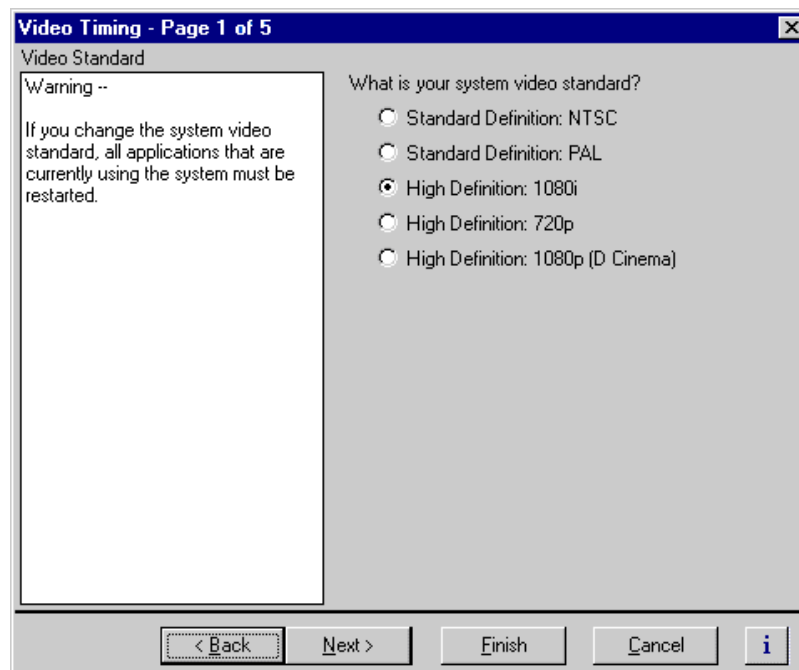 Video Timing - Page 1 of 5
Video Standard
Warning --
If you change the system video
standard, all applications that are
currently using the system must be
restarted.
What is your system video standard?
Standard Definition: NTSC
Standard Definition: PAL
High Definition: 1080i
High Definition: 720p
High Definition: 1080p (D Cinema)
< Back
Next >
Finish
Cancel
i